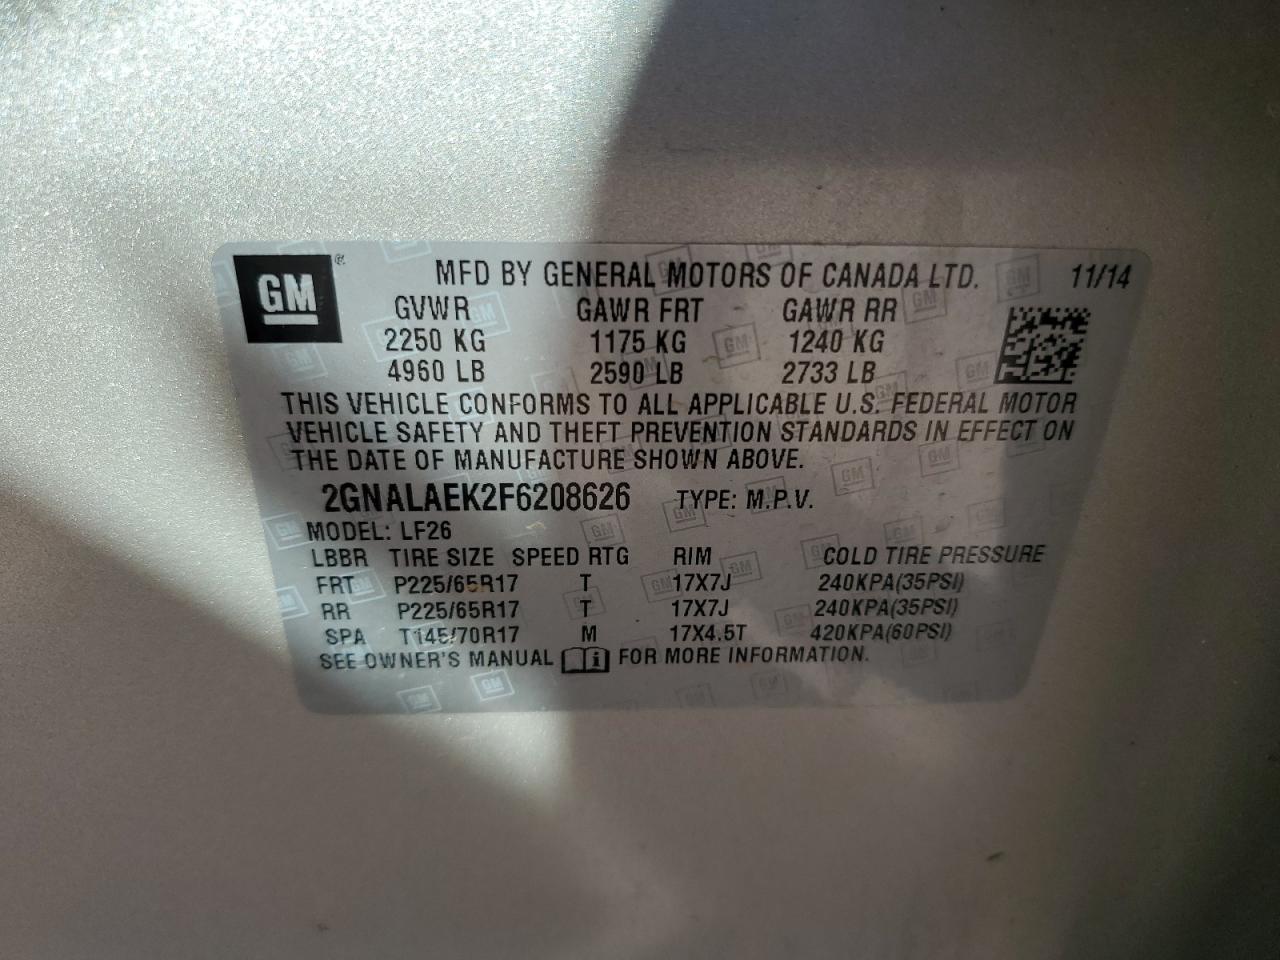 GM ® MFD BY GENERAL MOTORS OF CANADA LTD. 11/14
GVWR GAWR FRT GAWR RR
2250 KG 1175 KG 1240 KG
4960 LB 2590 LB 2733 LB
THIS VEHICLE CONFORMS TO ALL APPLICABLE U.S. FEDERAL MOTOR
VEHICLE SAFETY AND THEFT PREVENTION STANDARDS IN EFFECT ON
THE DATE OF MANUFACTURE SHOWN ABOVE.
2GNALAEK2F6208626 TYPE: M.P.V.
MODEL: LF26
LBBR TIRE SIZE SPEED RTG RIM COLD TIRE PRESSURE
FRT P225/65R17 T 17X7J 240KPA(35PSI)
RR P225/65R17 T 17X7J 240KPA(35PSI)
SPA T145/70R17 M 17X4.5T 420KPA(60PSI)
SEE OWNER'S MANUAL i FOR MORE INFORMATION.